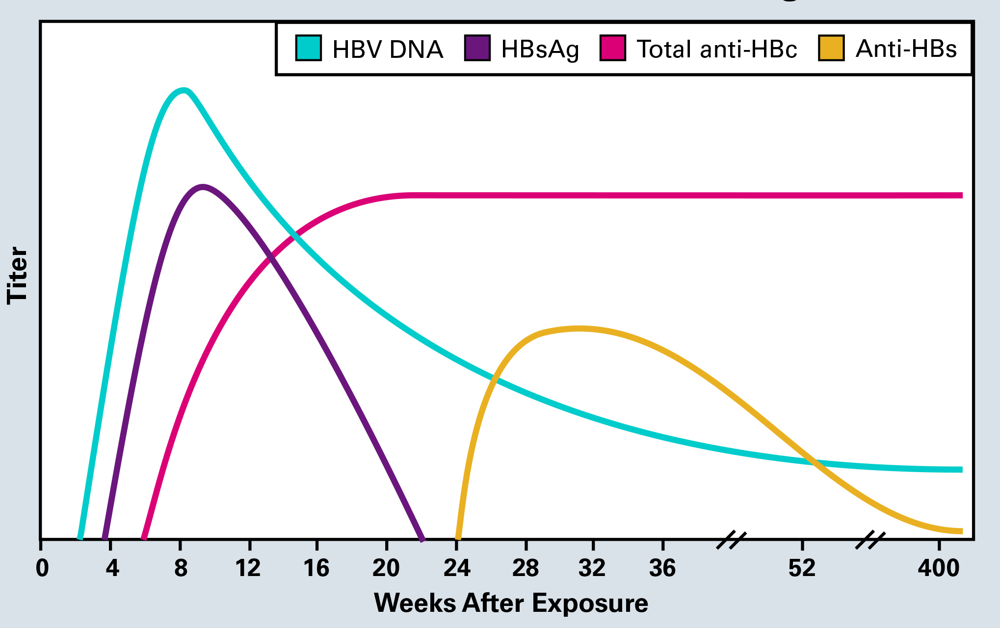 HBV DNA HBsAg Total anti-HBc Anti-HBs
Titer
0 4 8 12 16 20 24 28 32 36 52 400
Weeks After Exposure